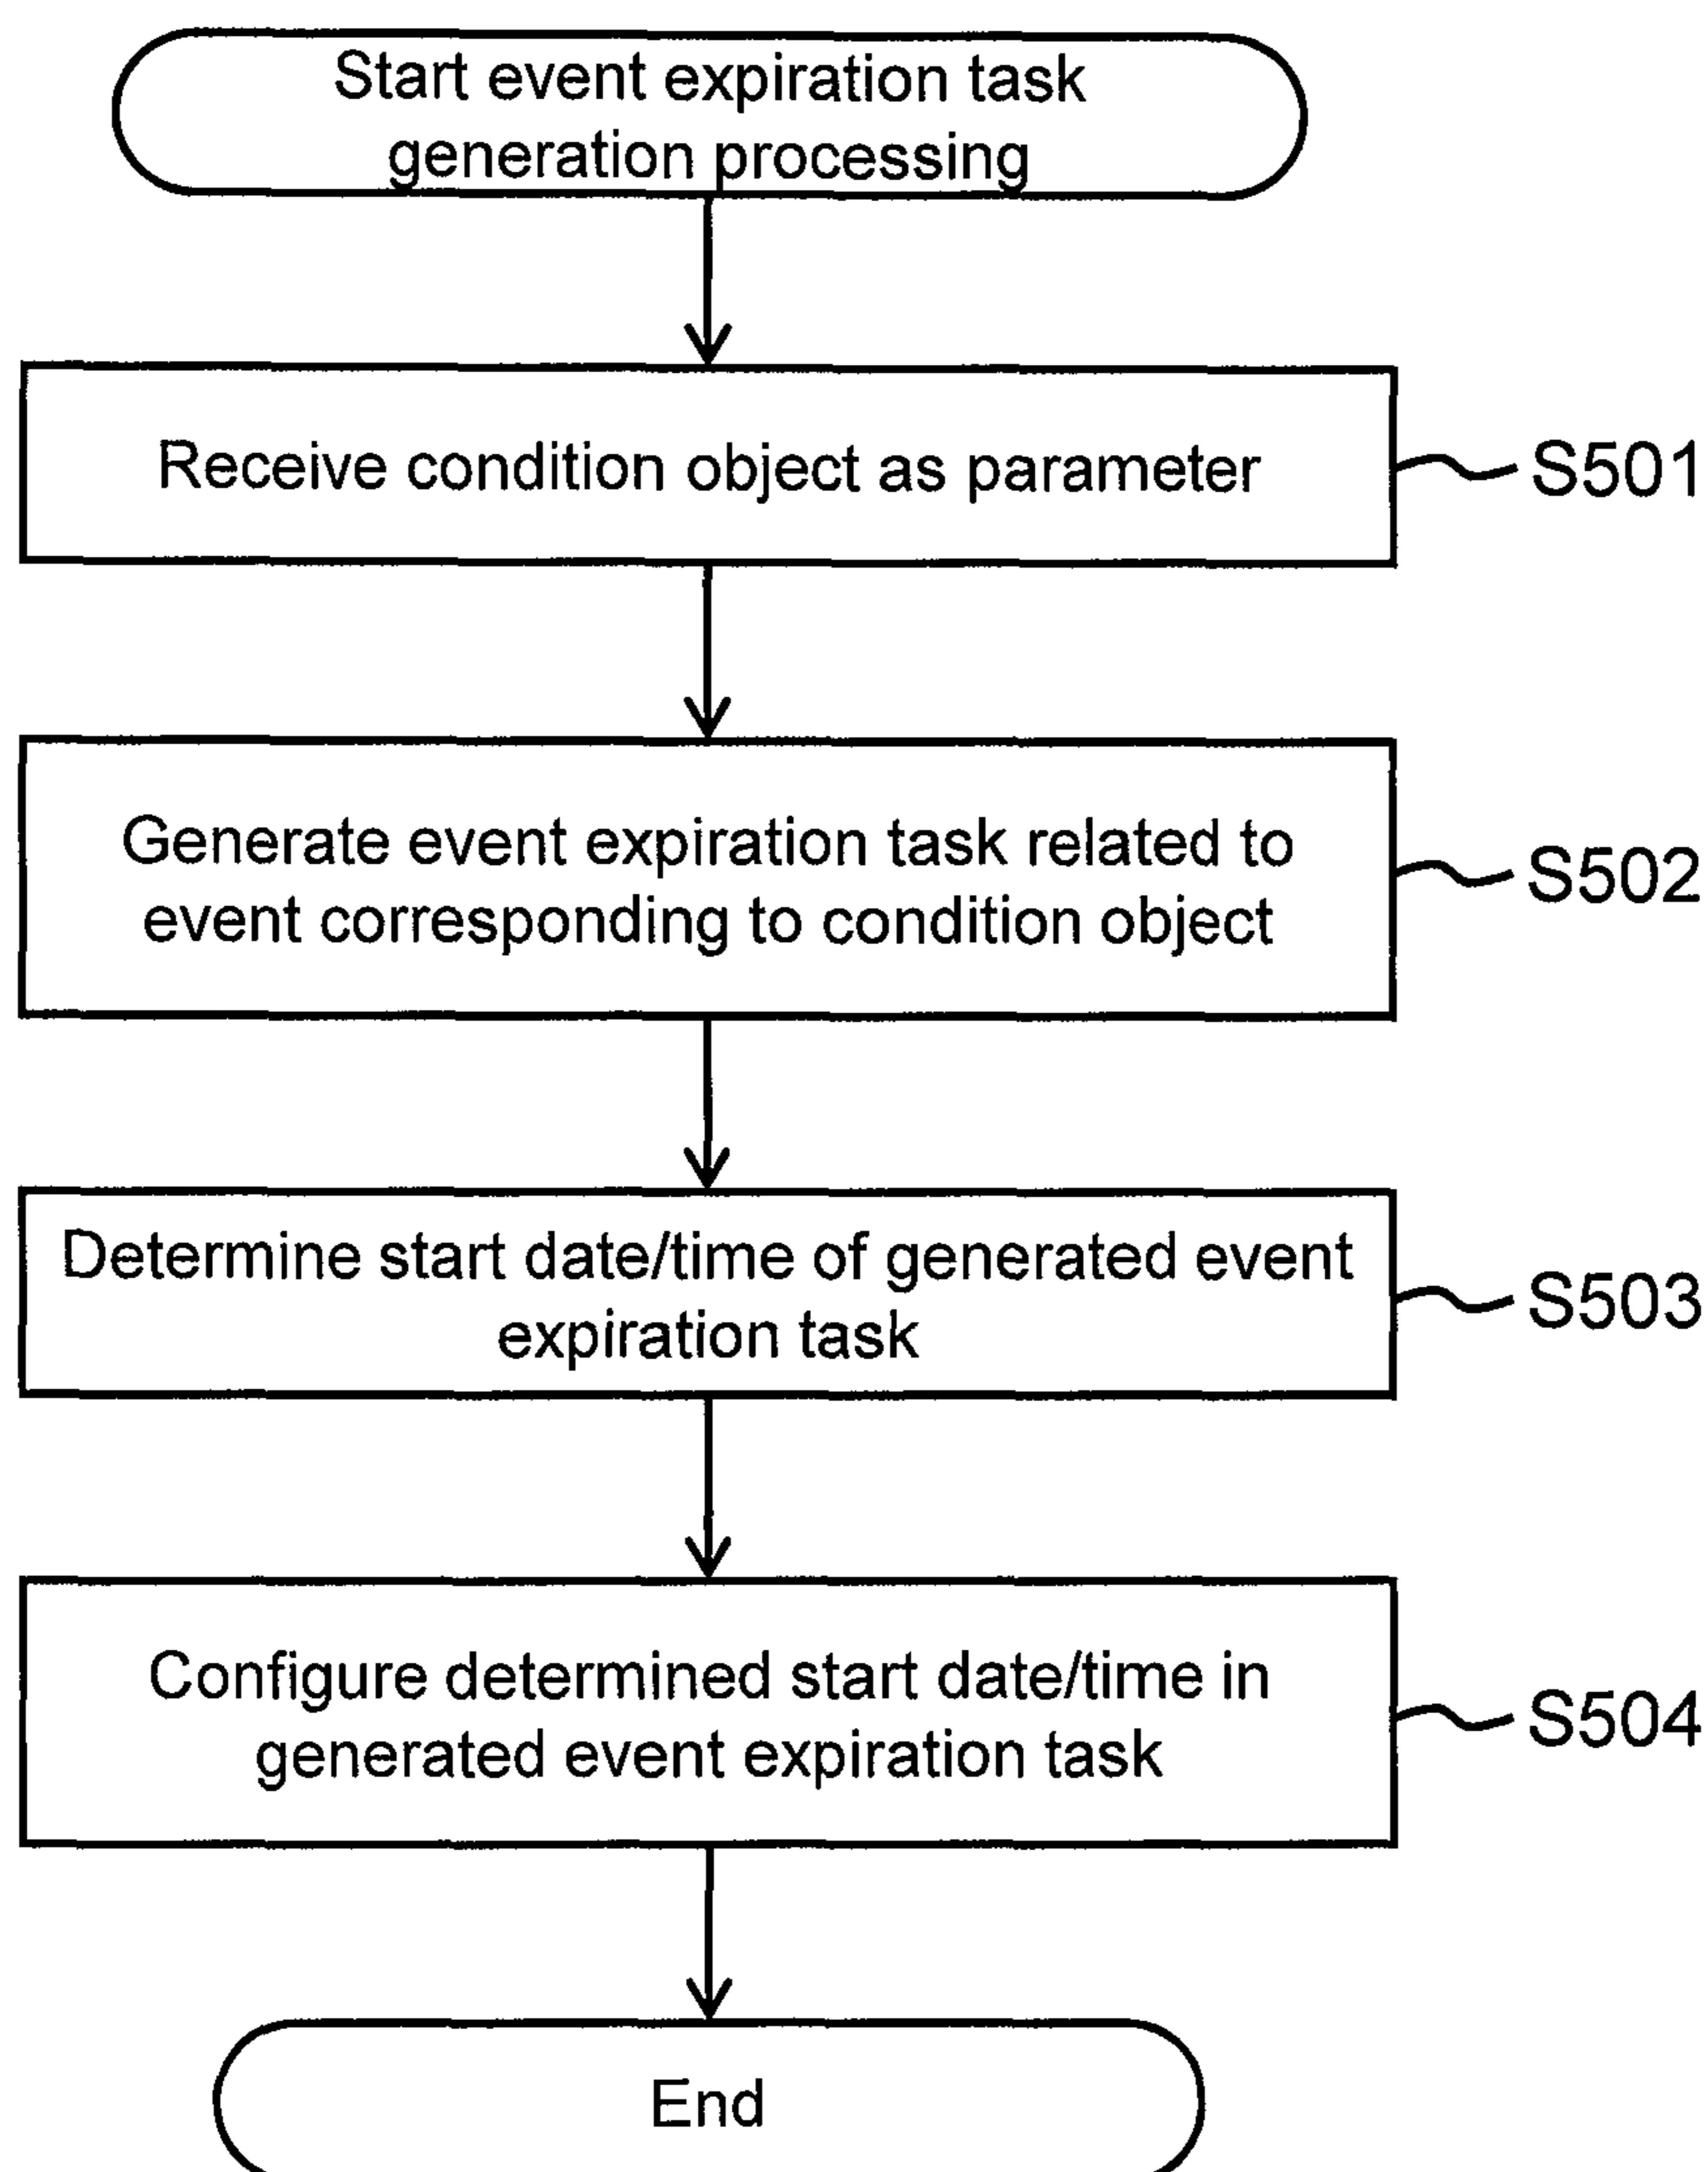 Start event expiration task
generation processing
Receive condition object as parameter
S501
Generate event expiration task related to
event corresponding to condition object
S502
Determine start date/time of generated event
expiration task
S503
Configure determined start date/time in
generated event expiration task
S504
End